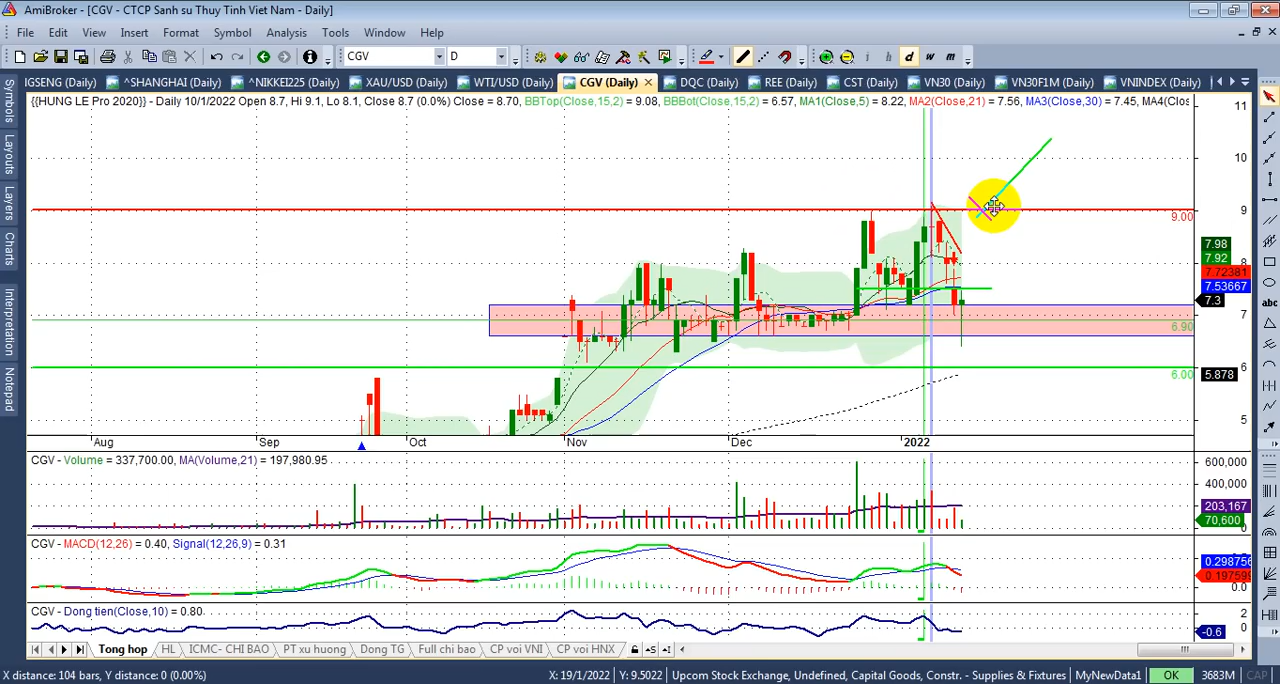 AmiBroker - [CGV - CTCP Sanh su Thuy Tinh Viet Nam - Daily]
File Edit View Insert Format Tools Symbol Analysis Window Help
CGV D i h d w m
IGSENG (Daily) ^SHANGHAI (Daily) ^NIKKEI225 (Daily) XAU/USD (Daily) WTI/USD (Daily) CGV (Daily) DQC (Daily) REE (Daily) CST (Daily) VN30 (Daily) VN30F1M (Daily) VNINDEX (Daily)
{{HUNG LE Pro 2020}} - Daily 10/1/2022 Open 8.7, Hi 9.1, Lo 8.1, Close 8.7 (0.0%) Close = 8.70, BBTop(Close,15,2) = 9.08, BBBot(Close,15,2) = 6.57, MA1(Close,5) = 8.22, MA2(Close,21) = 7.56, MA3(Close,30) = 7.45, MA4(Clos
Symbols
Layouts
Layers
Charts
Interpretation
Notepad
abc
11
10
9
9.00
8
7.98
7.92
7.72381
7.53667
7.3
7
6.90
6
6.00
5.878
5
Aug Sep Oct Nov Dec 2022
CGV - Volume = 337,700.00, MA(Volume,21) = 197,980.95
600,000
400,000
203,167
70,600
CGV - MACD(12,26) = 0.40, Signal(12,26,9) = 0.31
0.298756
0.197599
0.0
CGV - Dong tien(Close,10) = 0.80
2
0
-0.6
Tong hop HL ICMC- CHI BAO PT xu huong Dong TG Full chi bao CP voi VNI CP voi HNX
X distance: 104 bars, Y distance: 0 (0.00%) X: 19/1/2022 Y: 9.5022 Upcom Stock Exchange, Undefined, Capital Goods, Constr. - Supplies & Fixtures MyNewData1 OK 3683M CAP